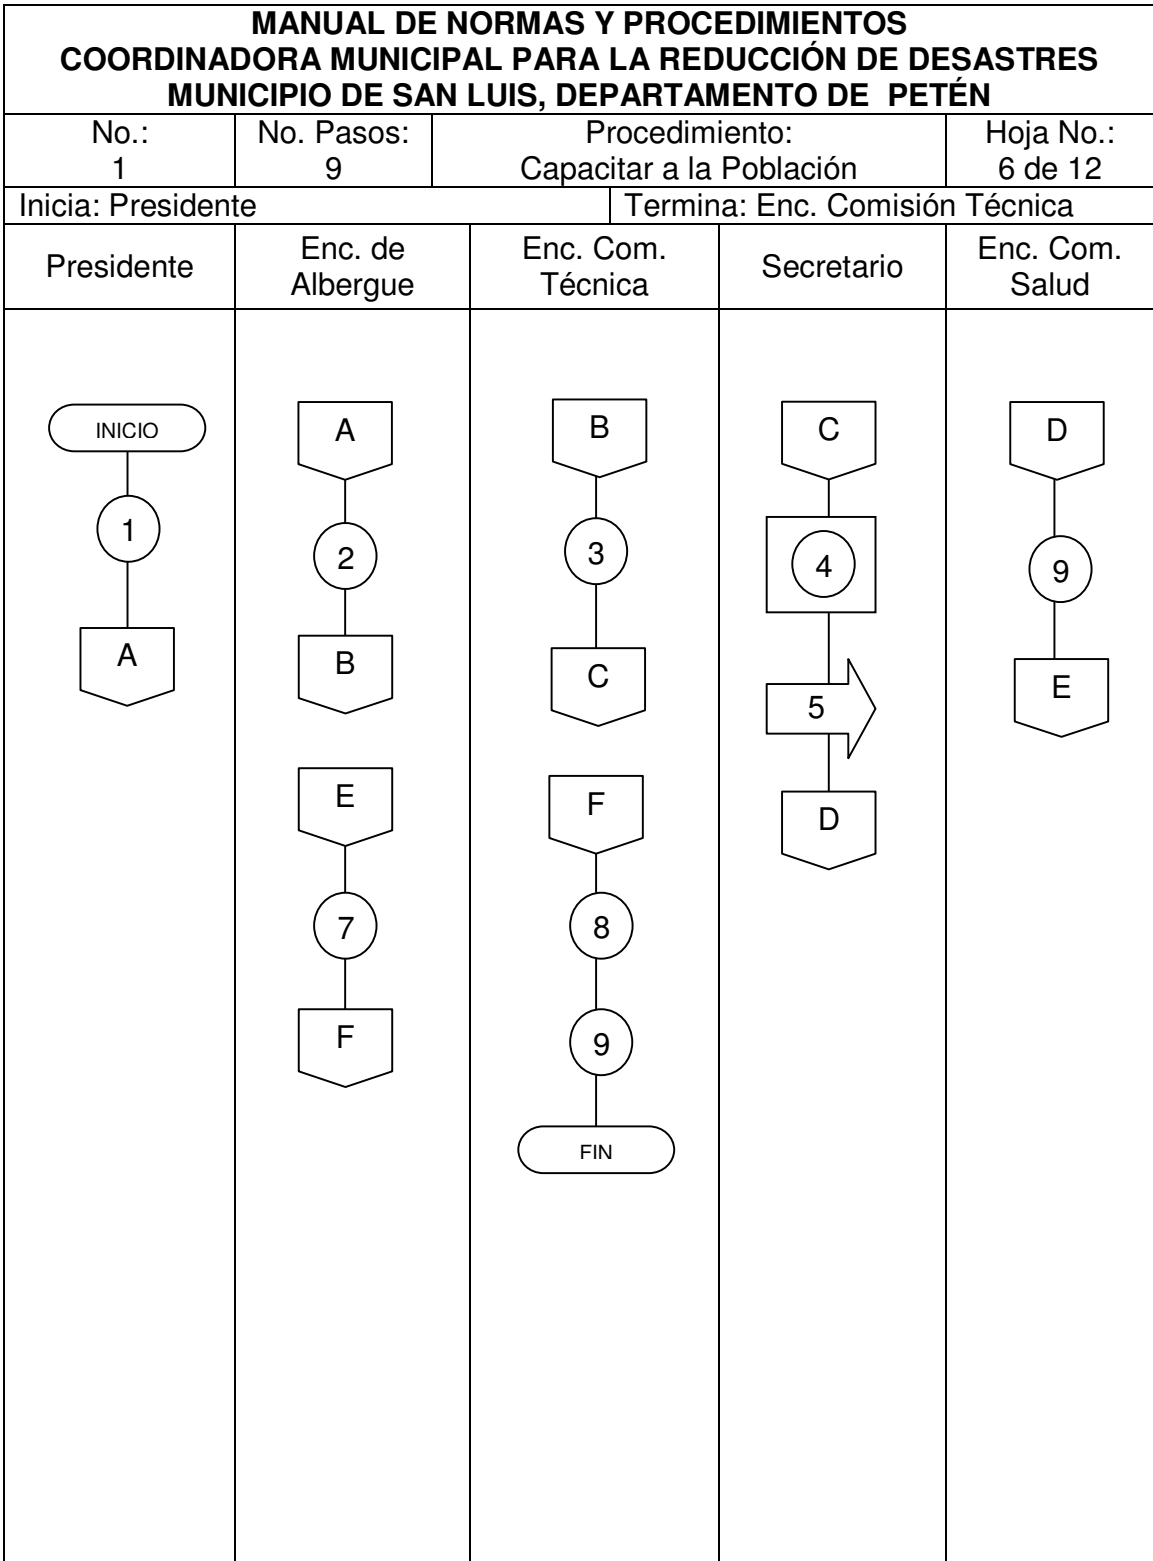 MANUAL DE NORMAS Y PROCEDIMIENTOS
COORDINADORA MUNICIPAL PARA LA REDUCCIÓN DE DESASTRES
MUNICIPIO DE SAN LUIS, DEPARTAMENTO DE PETÉN
No.:
1
No. Pasos:
9
Procedimiento:
Capacitar a la Población
Hoja No.:
6 de 12
Inicia: Presidente
Termina: Enc. Comisión Técnica
Presidente
Enc. de
Albergue
Enc. Com.
Técnica
Secretario
Enc. Com.
Salud
INICIO
1
A
A
2
B
E
7
F
B
3
C
F
8
9
FIN
C
4
5
D
D
9
E